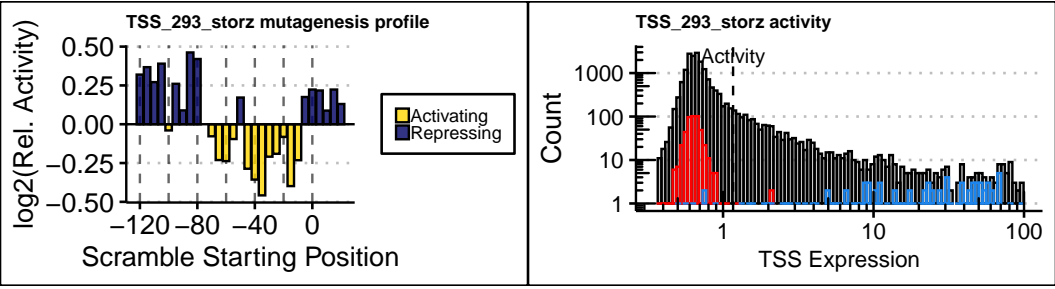 TSS_293_storz mutagenesis profile
log2(Rel. Activity)
0.50
0.25
0.00
−0.25
−0.50
−120 −80 −40 0
Scramble Starting Position
Activating
Repressing
TSS_293_storz activity
Activity
Count
1000
100
10
1
1 10 100
TSS Expression